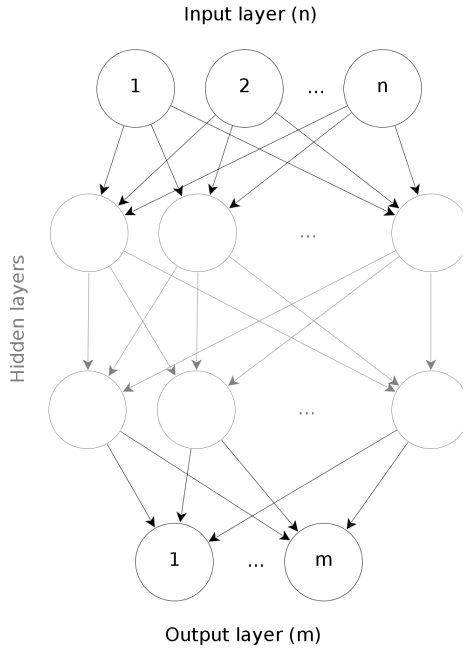 Input layer (n)
1
2
...
n
...
Hidden layers
...
1
...
m
Output layer (m)